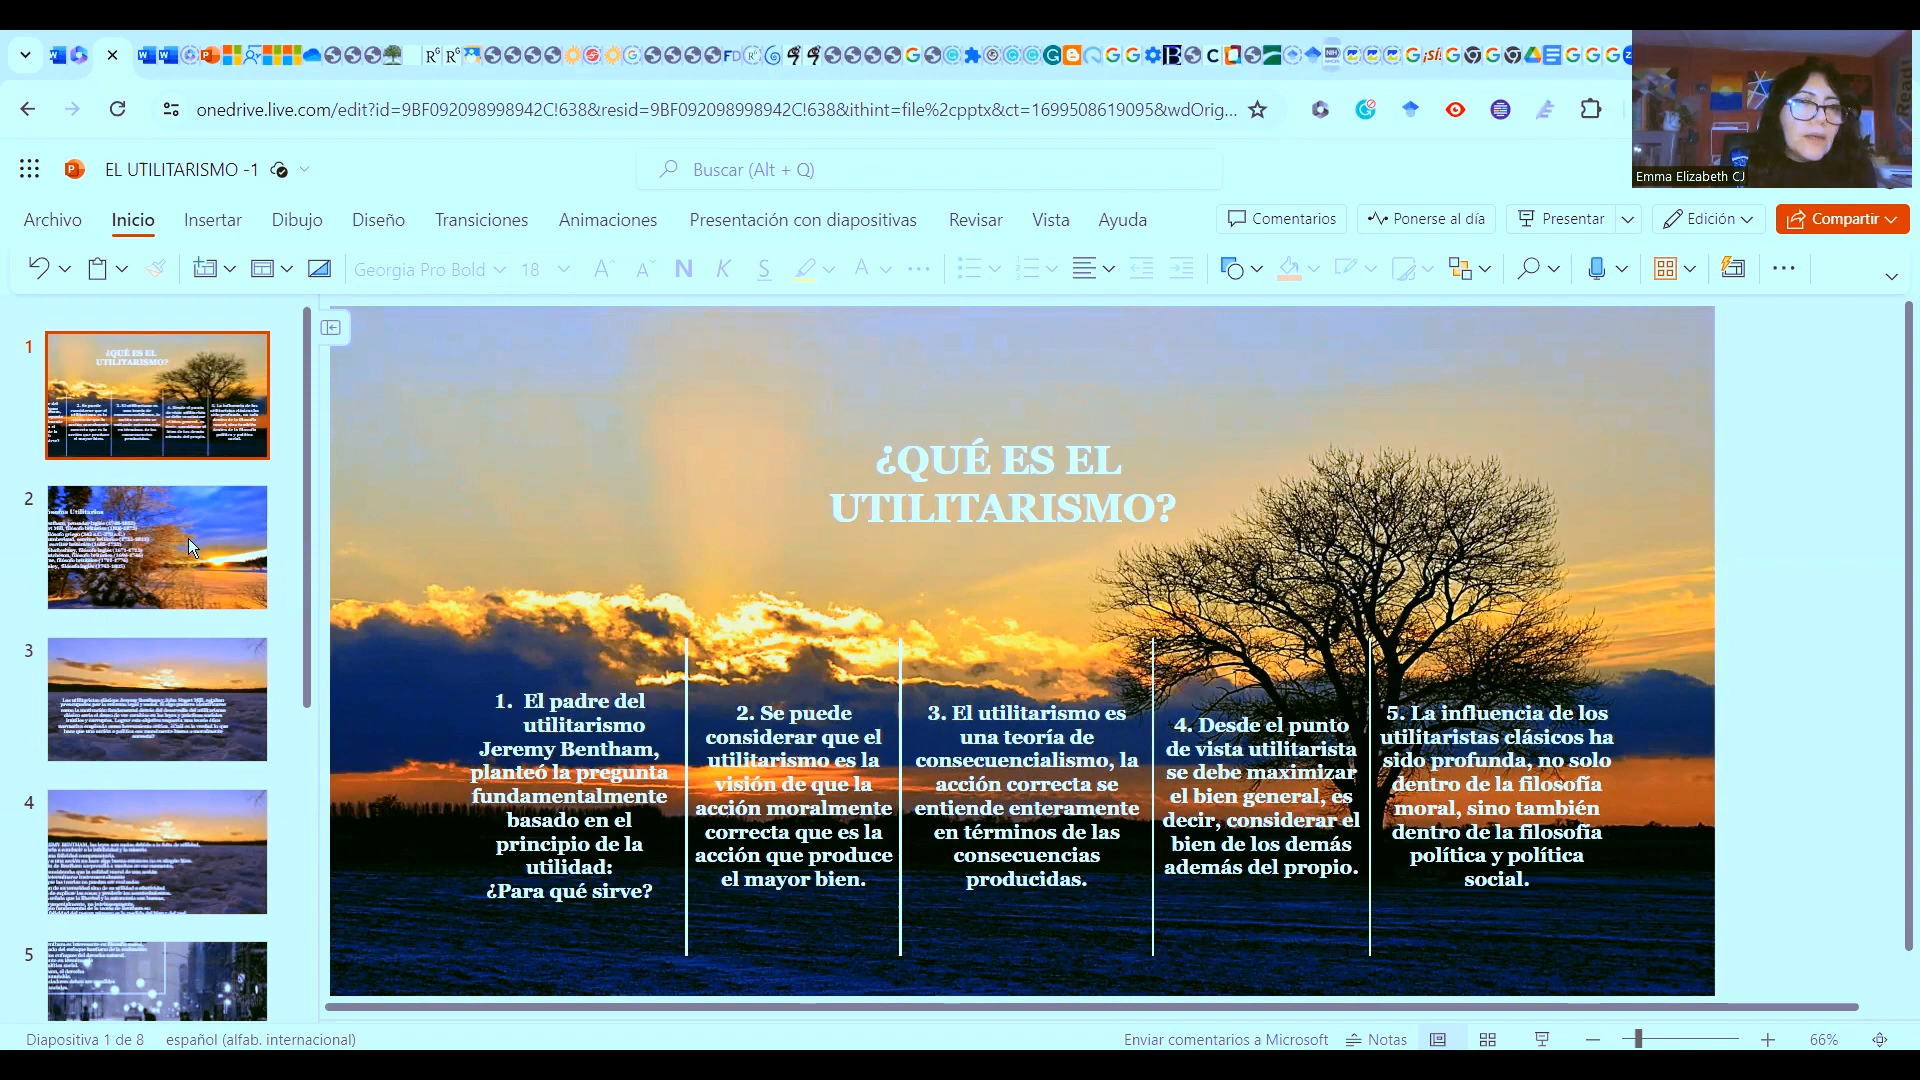 onedrive.live.com/edit?id=9BF092098998942C!638&resid=9BF092098998942C!638&ithint=file%2cpptx&ct=1699508619095&wdOrig...
EL UTILITARISMO -1
Buscar (Alt + Q)
Emma Elizabeth CJ
Archivo Inicio Insertar Dibujo Diseño Transiciones Animaciones Presentación con diapositivas Revisar Vista Ayuda
Comentarios Ponerse al día Presentar Edición Compartir
Georgia Pro Bold 18
1
2
3
4
5
¿QUÉ ES EL
UTILITARISMO?
1. El padre del
utilitarismo
Jeremy Bentham,
planteó la pregunta
fundamentalmente
basado en el
principio de la
utilidad:
¿Para qué sirve?
2. Se puede
considerar que el
utilitarismo es la
visión de que la
acción moralmente
correcta que es la
acción que produce
el mayor bien.
3. El utilitarismo es
una teoría de
consecuencialismo, la
acción correcta se
entiende enteramente
en términos de las
consecuencias
producidas.
4. Desde el punto
de vista utilitarista
se debe maximizar
el bien general, es
decir, considerar el
bien de los demás
además del propio.
5. La influencia de los
utilitaristas clásicos ha
sido profunda, no solo
dentro de la filosofía
moral, sino también
dentro de la filosofía
política y política
social.
Diapositiva 1 de 8 español (alfab. internacional)
Enviar comentarios a Microsoft Notas 66%